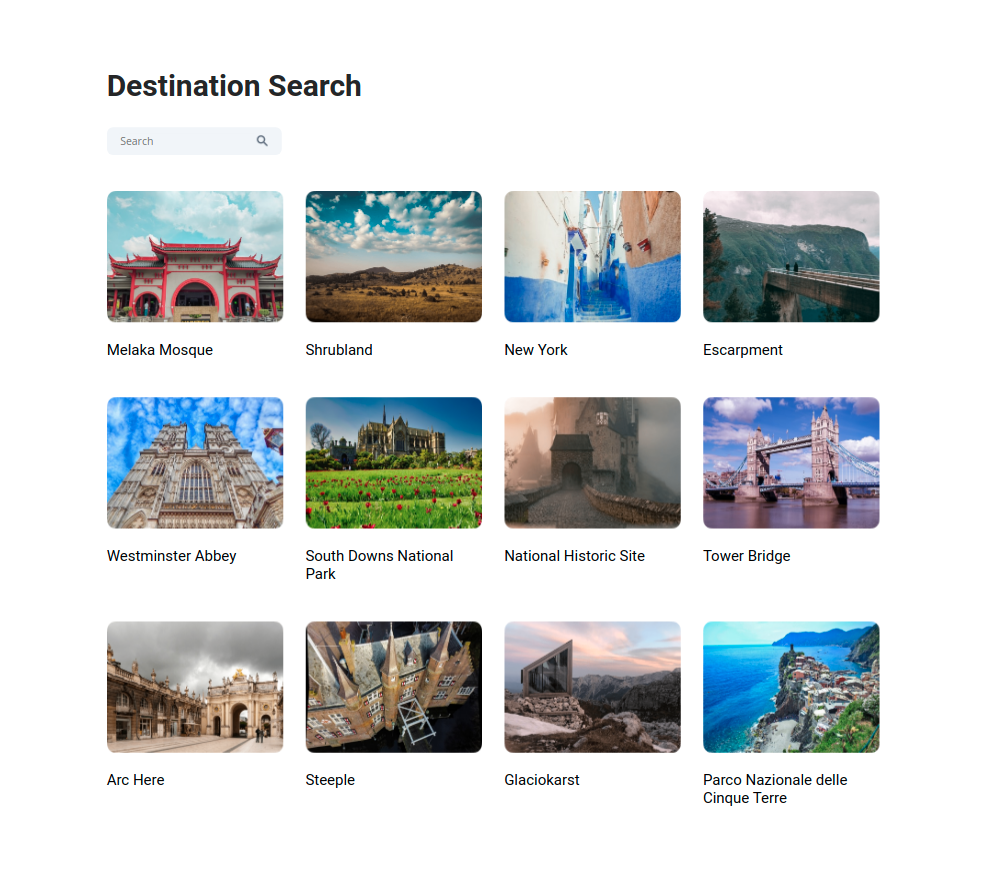 Destination Search
Search
Melaka Mosque
Shrubland
New York
Escarpment
Westminster Abbey
South Downs National
Park
National Historic Site
Tower Bridge
Arc Here
Steeple
Glaciokarst
Parco Nazionale delle
Cinque Terre